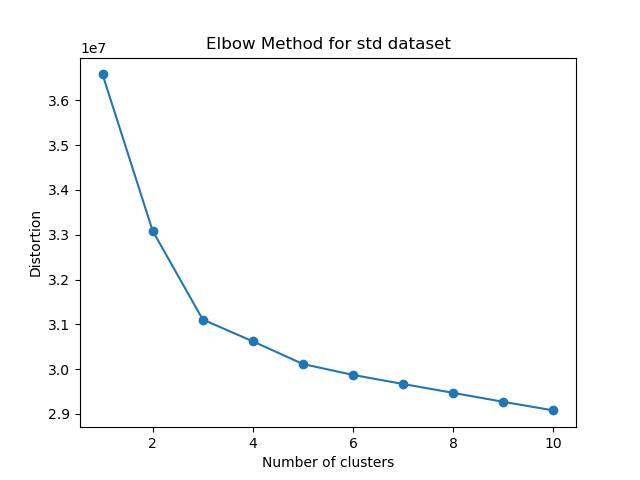 Elbow Method for std dataset
1e7
3.6
3.5
3.4
3.3
3.2
3.1
3.0
2.9
Distortion
2 4 6 8 10
Number of clusters